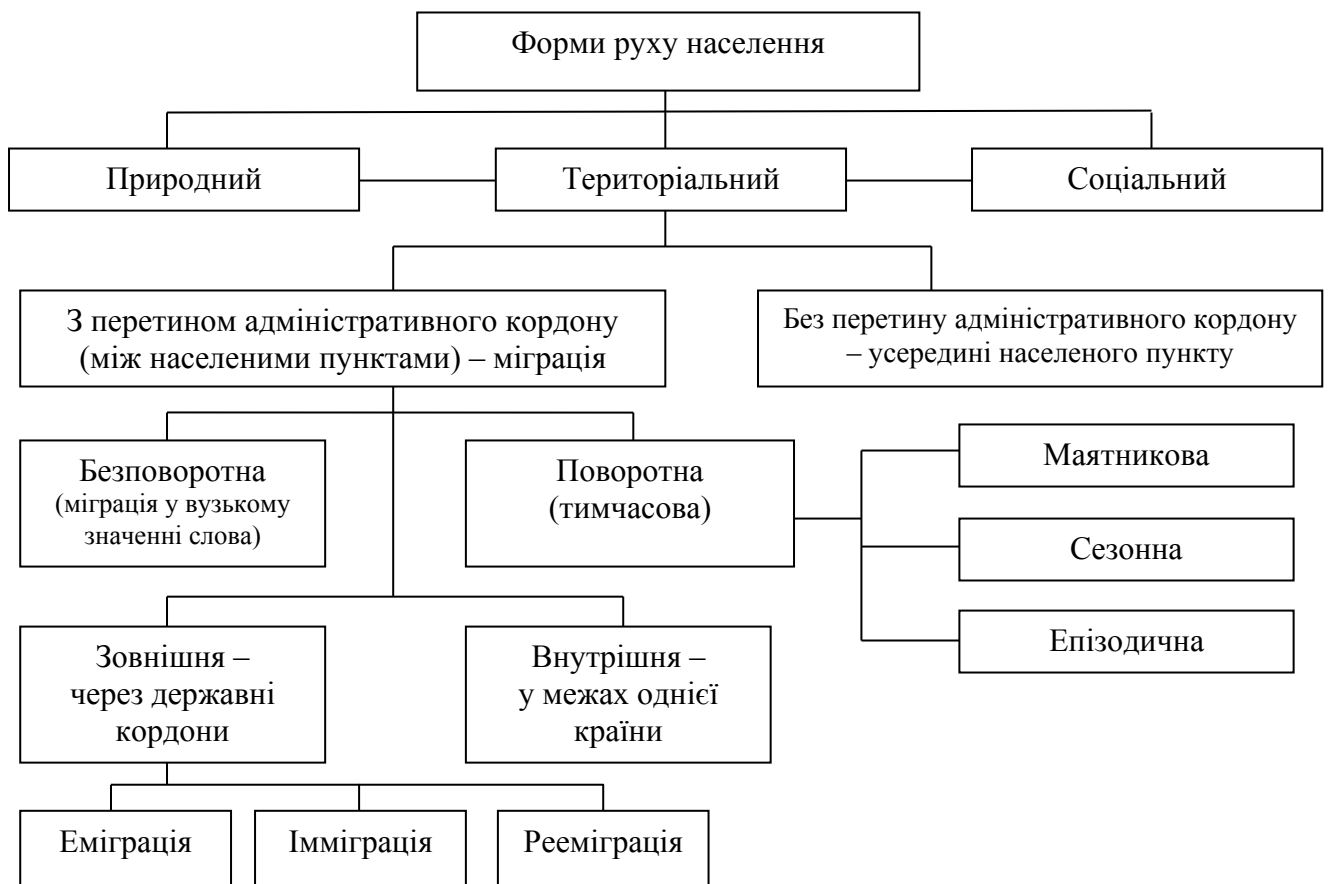 Форми руху населення
Природний
Територіальний
Соціальний
З перетином адміністративного кордону
(між населеними пунктами) – міграція
Без перетину адміністративного кордону
– усередині населеного пункту
Безповоротна
(міграція у вузькому
значенні слова)
Поворотна
(тимчасова)
Маятникова
Сезонна
Епізодична
Зовнішня –
через державні
кордони
Внутрішня –
у межах однієї
країни
Еміграція
Імміграція
Рееміграція